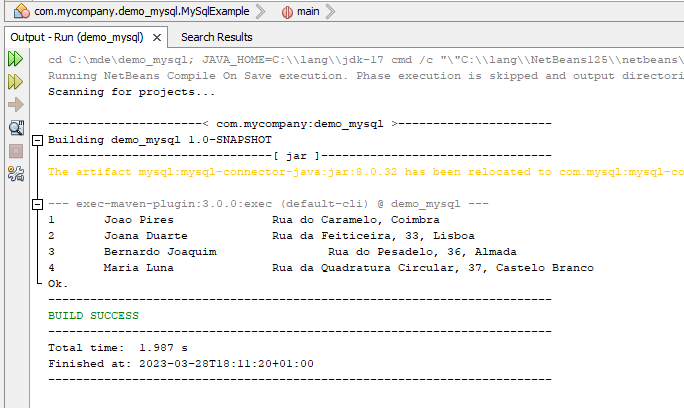 com.mycompany.demo_mysql.MySqlExample main
Output - Run (demo_mysql) × Search Results
cd C:\mde\demo_mysql; JAVA_HOME=C:\\lang\\jdk-17 cmd /c "\"C:\\lang\\NetBeans125\\netbeans\
Running NetBeans Compile On Save execution. Phase execution is skipped and output directori
Scanning for projects...
--------------------< com.mycompany:demo_mysql >----------------------
Building demo_mysql 1.0-SNAPSHOT
--------------------------------[ jar ]---------------------------------
The artifact mysql:mysql-connector-java:jar:8.0.32 has been relocated to com.mysql:mysql-co
--- exec-maven-plugin:3.0.0:exec (default-cli) @ demo_mysql ---
1 Joao Pires Rua do Caramelo, Coimbra
2 Joana Duarte Rua da Feiticeira, 33, Lisboa
3 Bernardo Joaquim Rua do Pesadelo, 36, Almada
4 Maria Luna Rua da Quadratura Circular, 37, Castelo Branco
Ok.
------------------------------------------------------------------------
BUILD SUCCESS
------------------------------------------------------------------------
Total time:  1.987 s
Finished at: 2023-03-28T18:11:20+01:00
------------------------------------------------------------------------